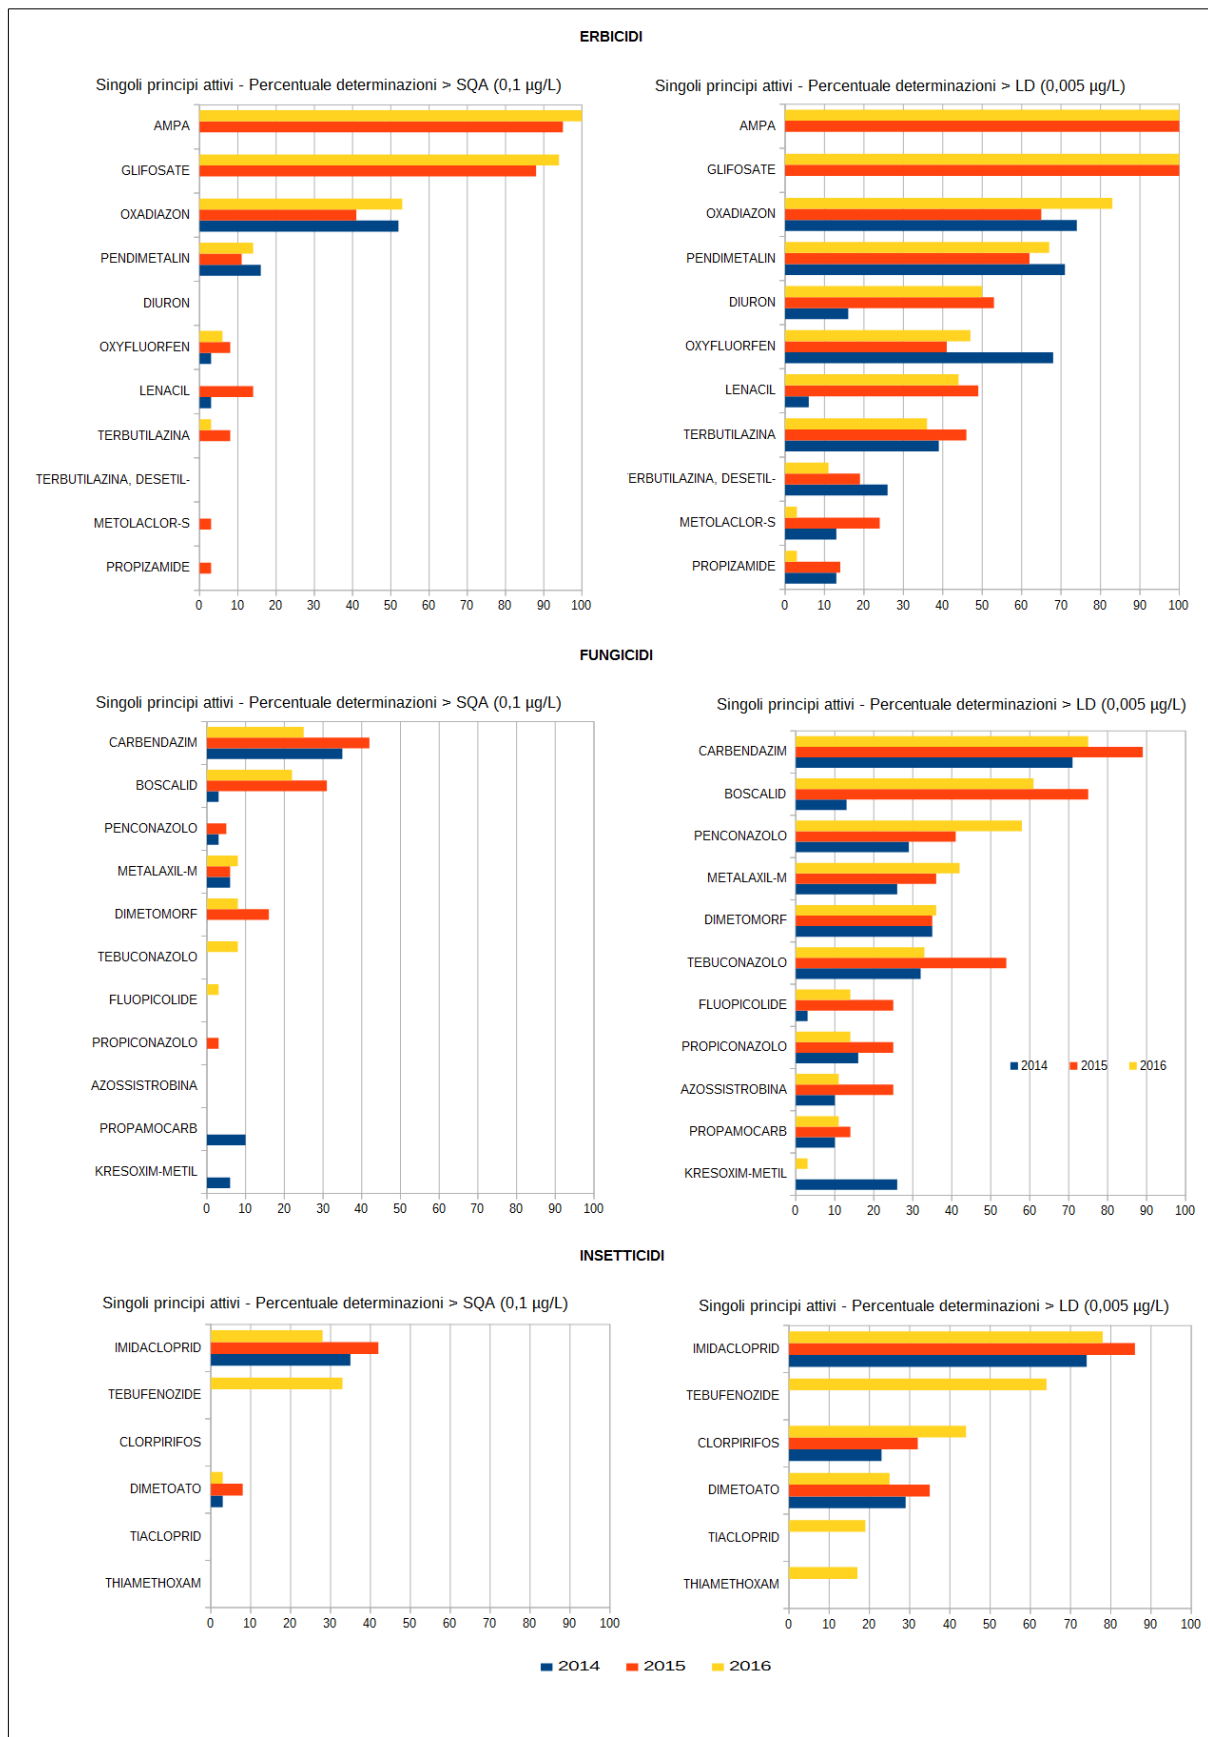 ERBICIDI
Singoli principi attivi - Percentuale determinazioni > SQA (0,1 µg/L)
AMPA
GLIFOSATE
OXADIAZON
PENDIMETALIN
DIURON
OXYFLUORFEN
LENACIL
TERBUTILAZINA
TERBUTILAZINA, DESETIL-
METOLACLOR-S
PROPIZAMIDE
0 10 20 30 40 50 60 70 80 90 100
Singoli principi attivi - Percentuale determinazioni > LD (0,005 µg/L)
AMPA
GLIFOSATE
OXADIAZON
PENDIMETALIN
DIURON
OXYFLUORFEN
LENACIL
TERBUTILAZINA
ERBUTILAZINA, DESETIL-
METOLACLOR-S
PROPIZAMIDE
0 10 20 30 40 50 60 70 80 90 100
FUNGICIDI
Singoli principi attivi - Percentuale determinazioni > SQA (0,1 µg/L)
CARBENDAZIM
BOSCALID
PENCONAZOLO
METALAXIL-M
DIMETOMORF
TEBUCONAZOLO
FLUOPICOLIDE
PROPICONAZOLO
AZOSSISTROBINA
PROPAMOCARB
KRESOXIM-METIL
0 10 20 30 40 50 60 70 80 90 100
Singoli principi attivi - Percentuale determinazioni > LD (0,005 µg/L)
CARBENDAZIM
BOSCALID
PENCONAZOLO
METALAXIL-M
DIMETOMORF
TEBUCONAZOLO
FLUOPICOLIDE
PROPICONAZOLO
AZOSSISTROBINA
PROPAMOCARB
KRESOXIM-METIL
2014 2015 2016
0 10 20 30 40 50 60 70 80 90 100
INSETTICIDI
Singoli principi attivi - Percentuale determinazioni > SQA (0,1 µg/L)
IMIDACLOPRID
TEBUFENOZIDE
CLORPIRIFOS
DIMETOATO
TIACLOPRID
THIAMETHOXAM
0 10 20 30 40 50 60 70 80 90 100
Singoli principi attivi - Percentuale determinazioni > LD (0,005 µg/L)
IMIDACLOPRID
TEBUFENOZIDE
CLORPIRIFOS
DIMETOATO
TIACLOPRID
THIAMETHOXAM
0 10 20 30 40 50 60 70 80 90 100
2014 2015 2016